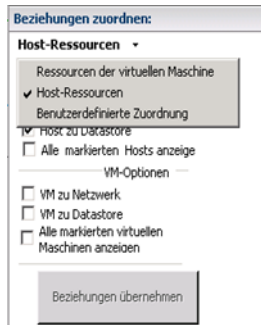 Beziehungen zuordnen:
Host-Ressourcen
Ressourcen der virtuellen Maschine
Host-Ressourcen
Benutzerdefinierte Zuordnung
Host zu Datastore
Alle markierten Hosts anzeige
VM-Optionen
VM zu Netzwerk
VM zu Datastore
Alle markierten virtuellen
Maschinen anzeigen
Beziehungen übernehmen